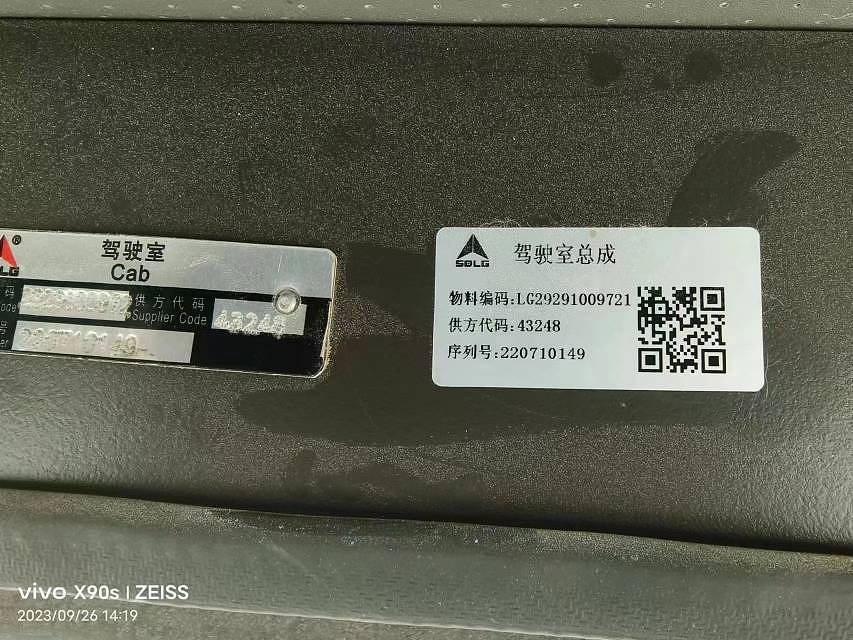 驾驶室
Cab
供方代码
Supplier Code
43248
SDLG
驾驶室总成
物料编码:LG29291009721
供方代码:43248
序列号:220710149
vivo X90s | ZEISS
2023/09/26 14:19